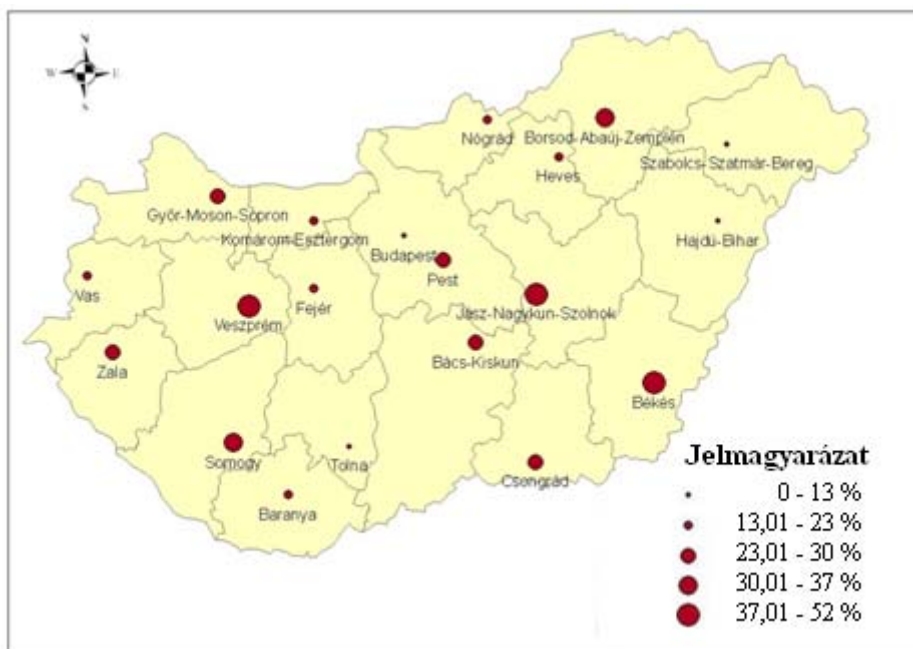 N
W E
S
Nógrád
Borsod-Abaúj-Zemplén
Heves
Szabolcs-Szatmár-Bereg
Győr-Moson-Sopron
Komárom-Esztergom
Budapest
Hajdú-Bihar
Pest
Vas
Fejér
Veszprém
Jász-Nagykun-Szolnok
Bács-Kiskun
Zala
Békés
Somogy
Tolna
Csongrád
Baranya
Jelmagyarázat
0 - 13 %
13,01 - 23 %
23,01 - 30 %
30,01 - 37 %
37,01 - 52 %